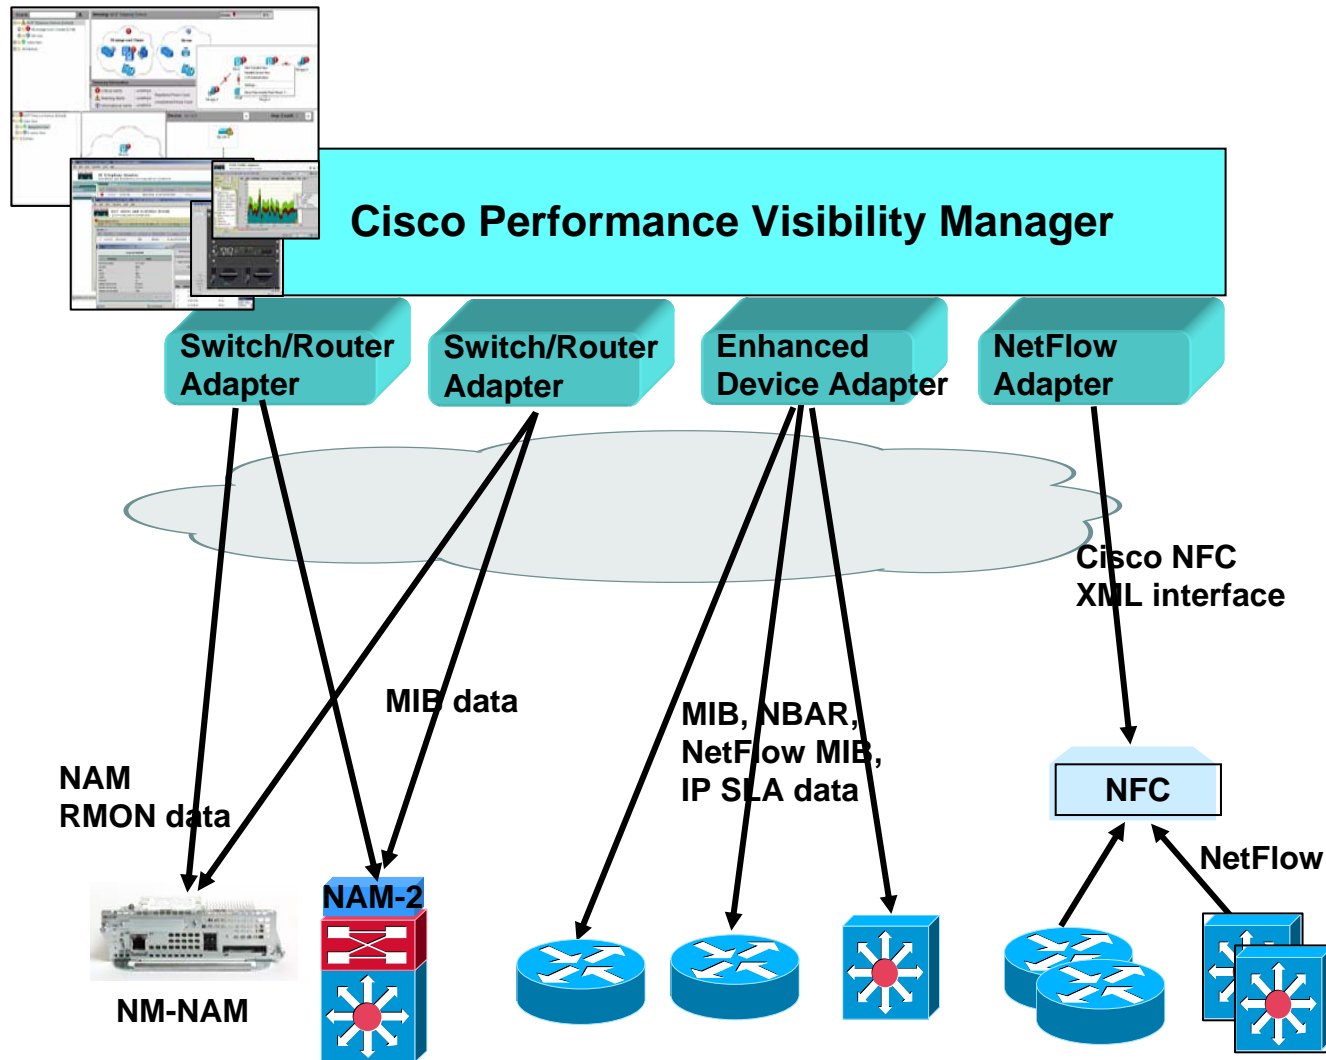 Cisco Performance Visibility Manager
Switch/Router
Adapter
Switch/Router
Adapter
Enhanced
Device Adapter
NetFlow
Adapter
Cisco NFC
XML interface
MIB data
MIB, NBAR,
NetFlow MIB,
IP SLA data
NAM
RMON data
NFC
NetFlow
NAM-2
NM-NAM